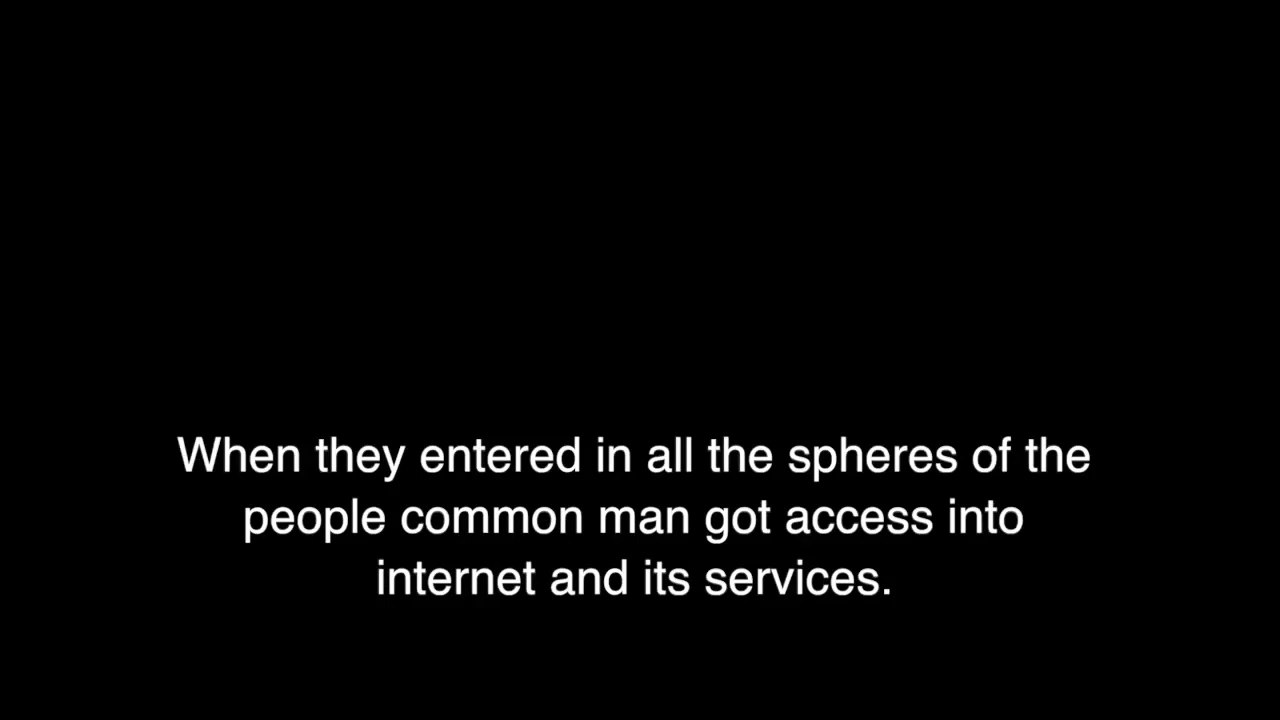 When they entered in all the spheres of the
people common man got access into
internet and its services.